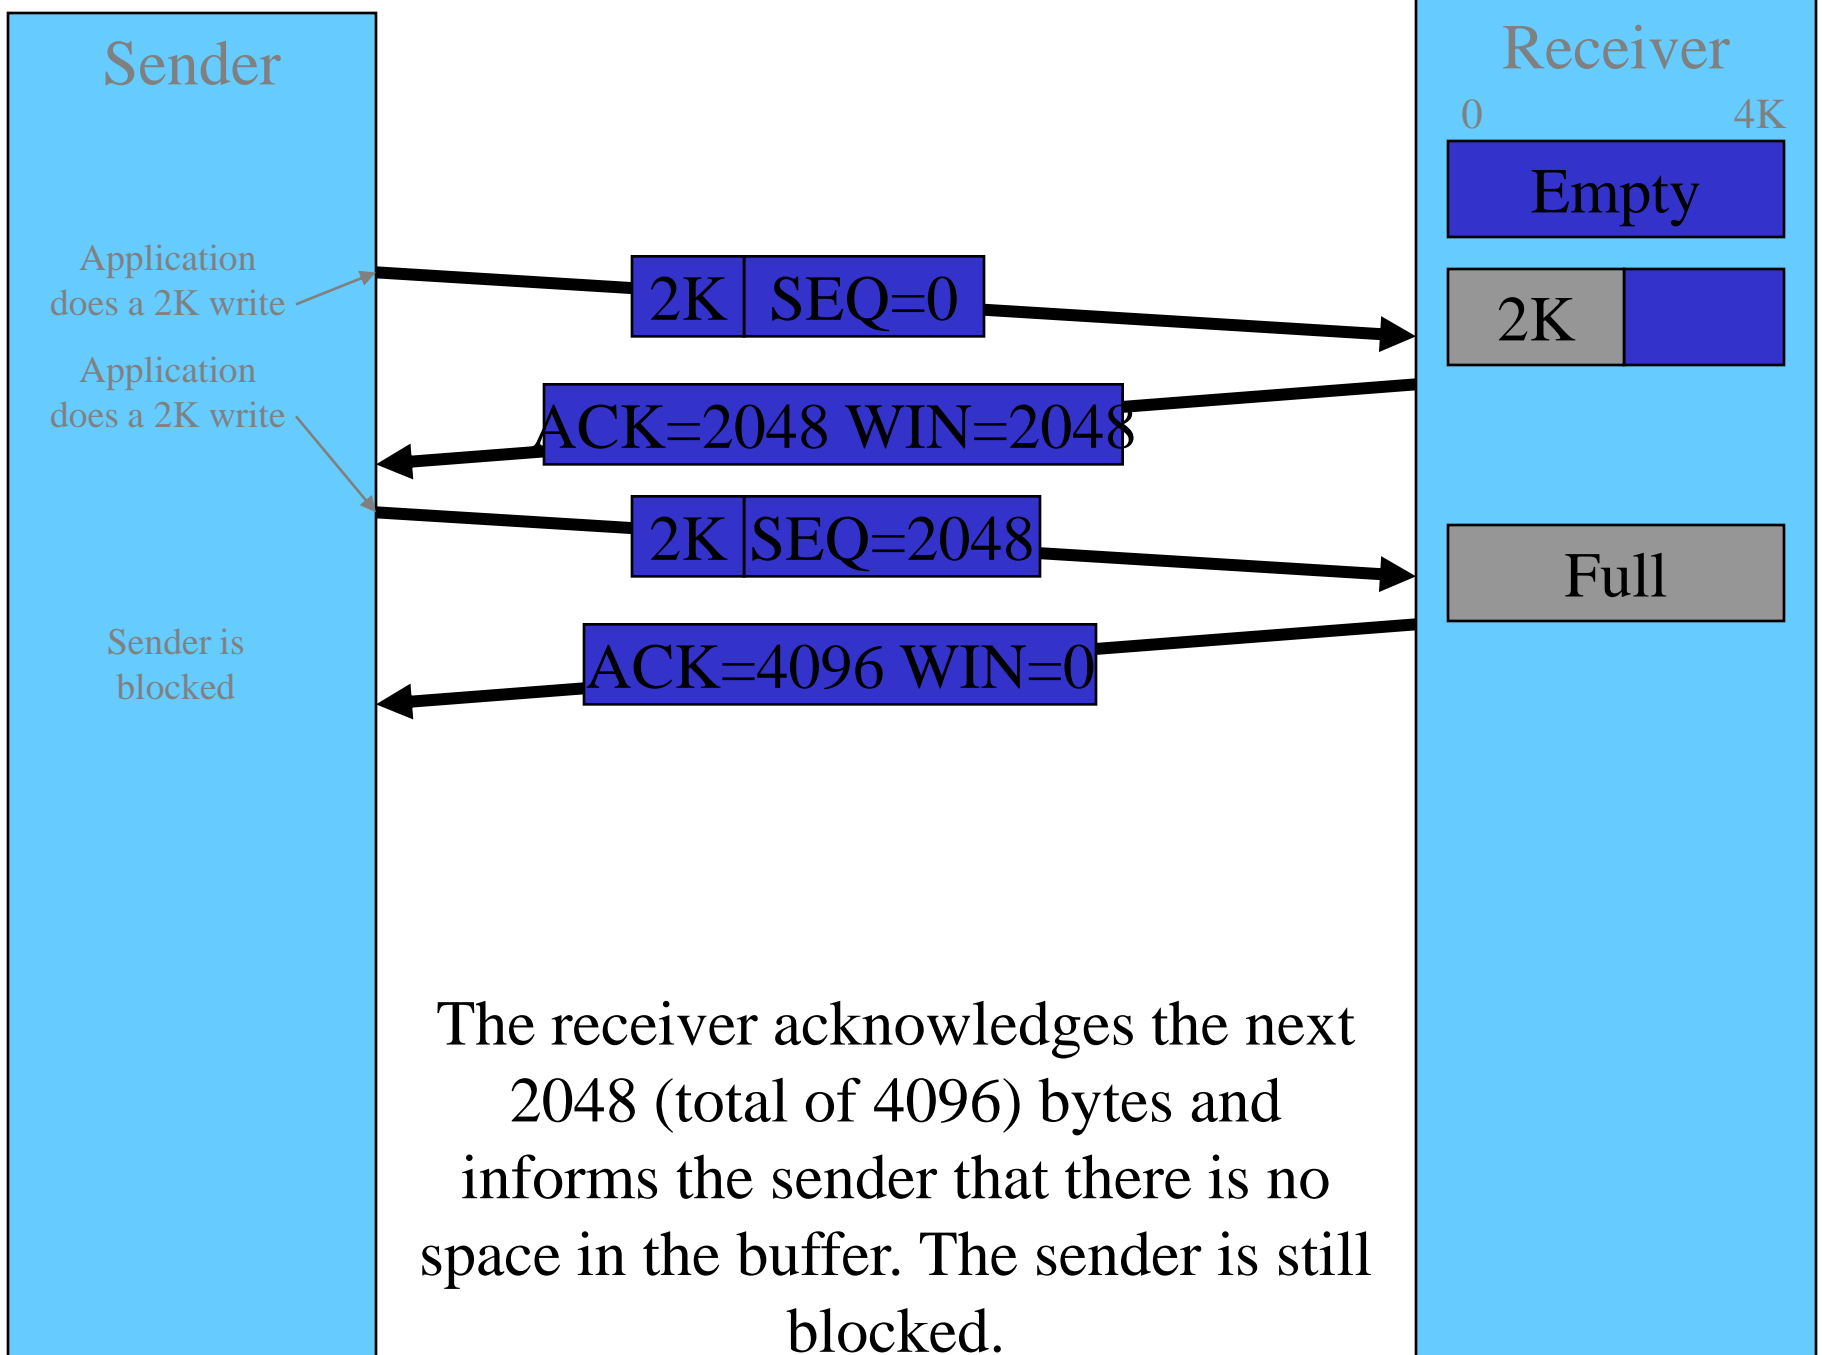 Sender
Receiver
0 4K
Empty
Application
does a 2K write
2K SEQ=0
2K
Application
does a 2K write
ACK=2048 WIN=2048
2K SEQ=2048
Full
Sender is
blocked
ACK=4096 WIN=0
The receiver acknowledges the next
2048 (total of 4096) bytes and
informs the sender that there is no
space in the buffer. The sender is still
blocked.